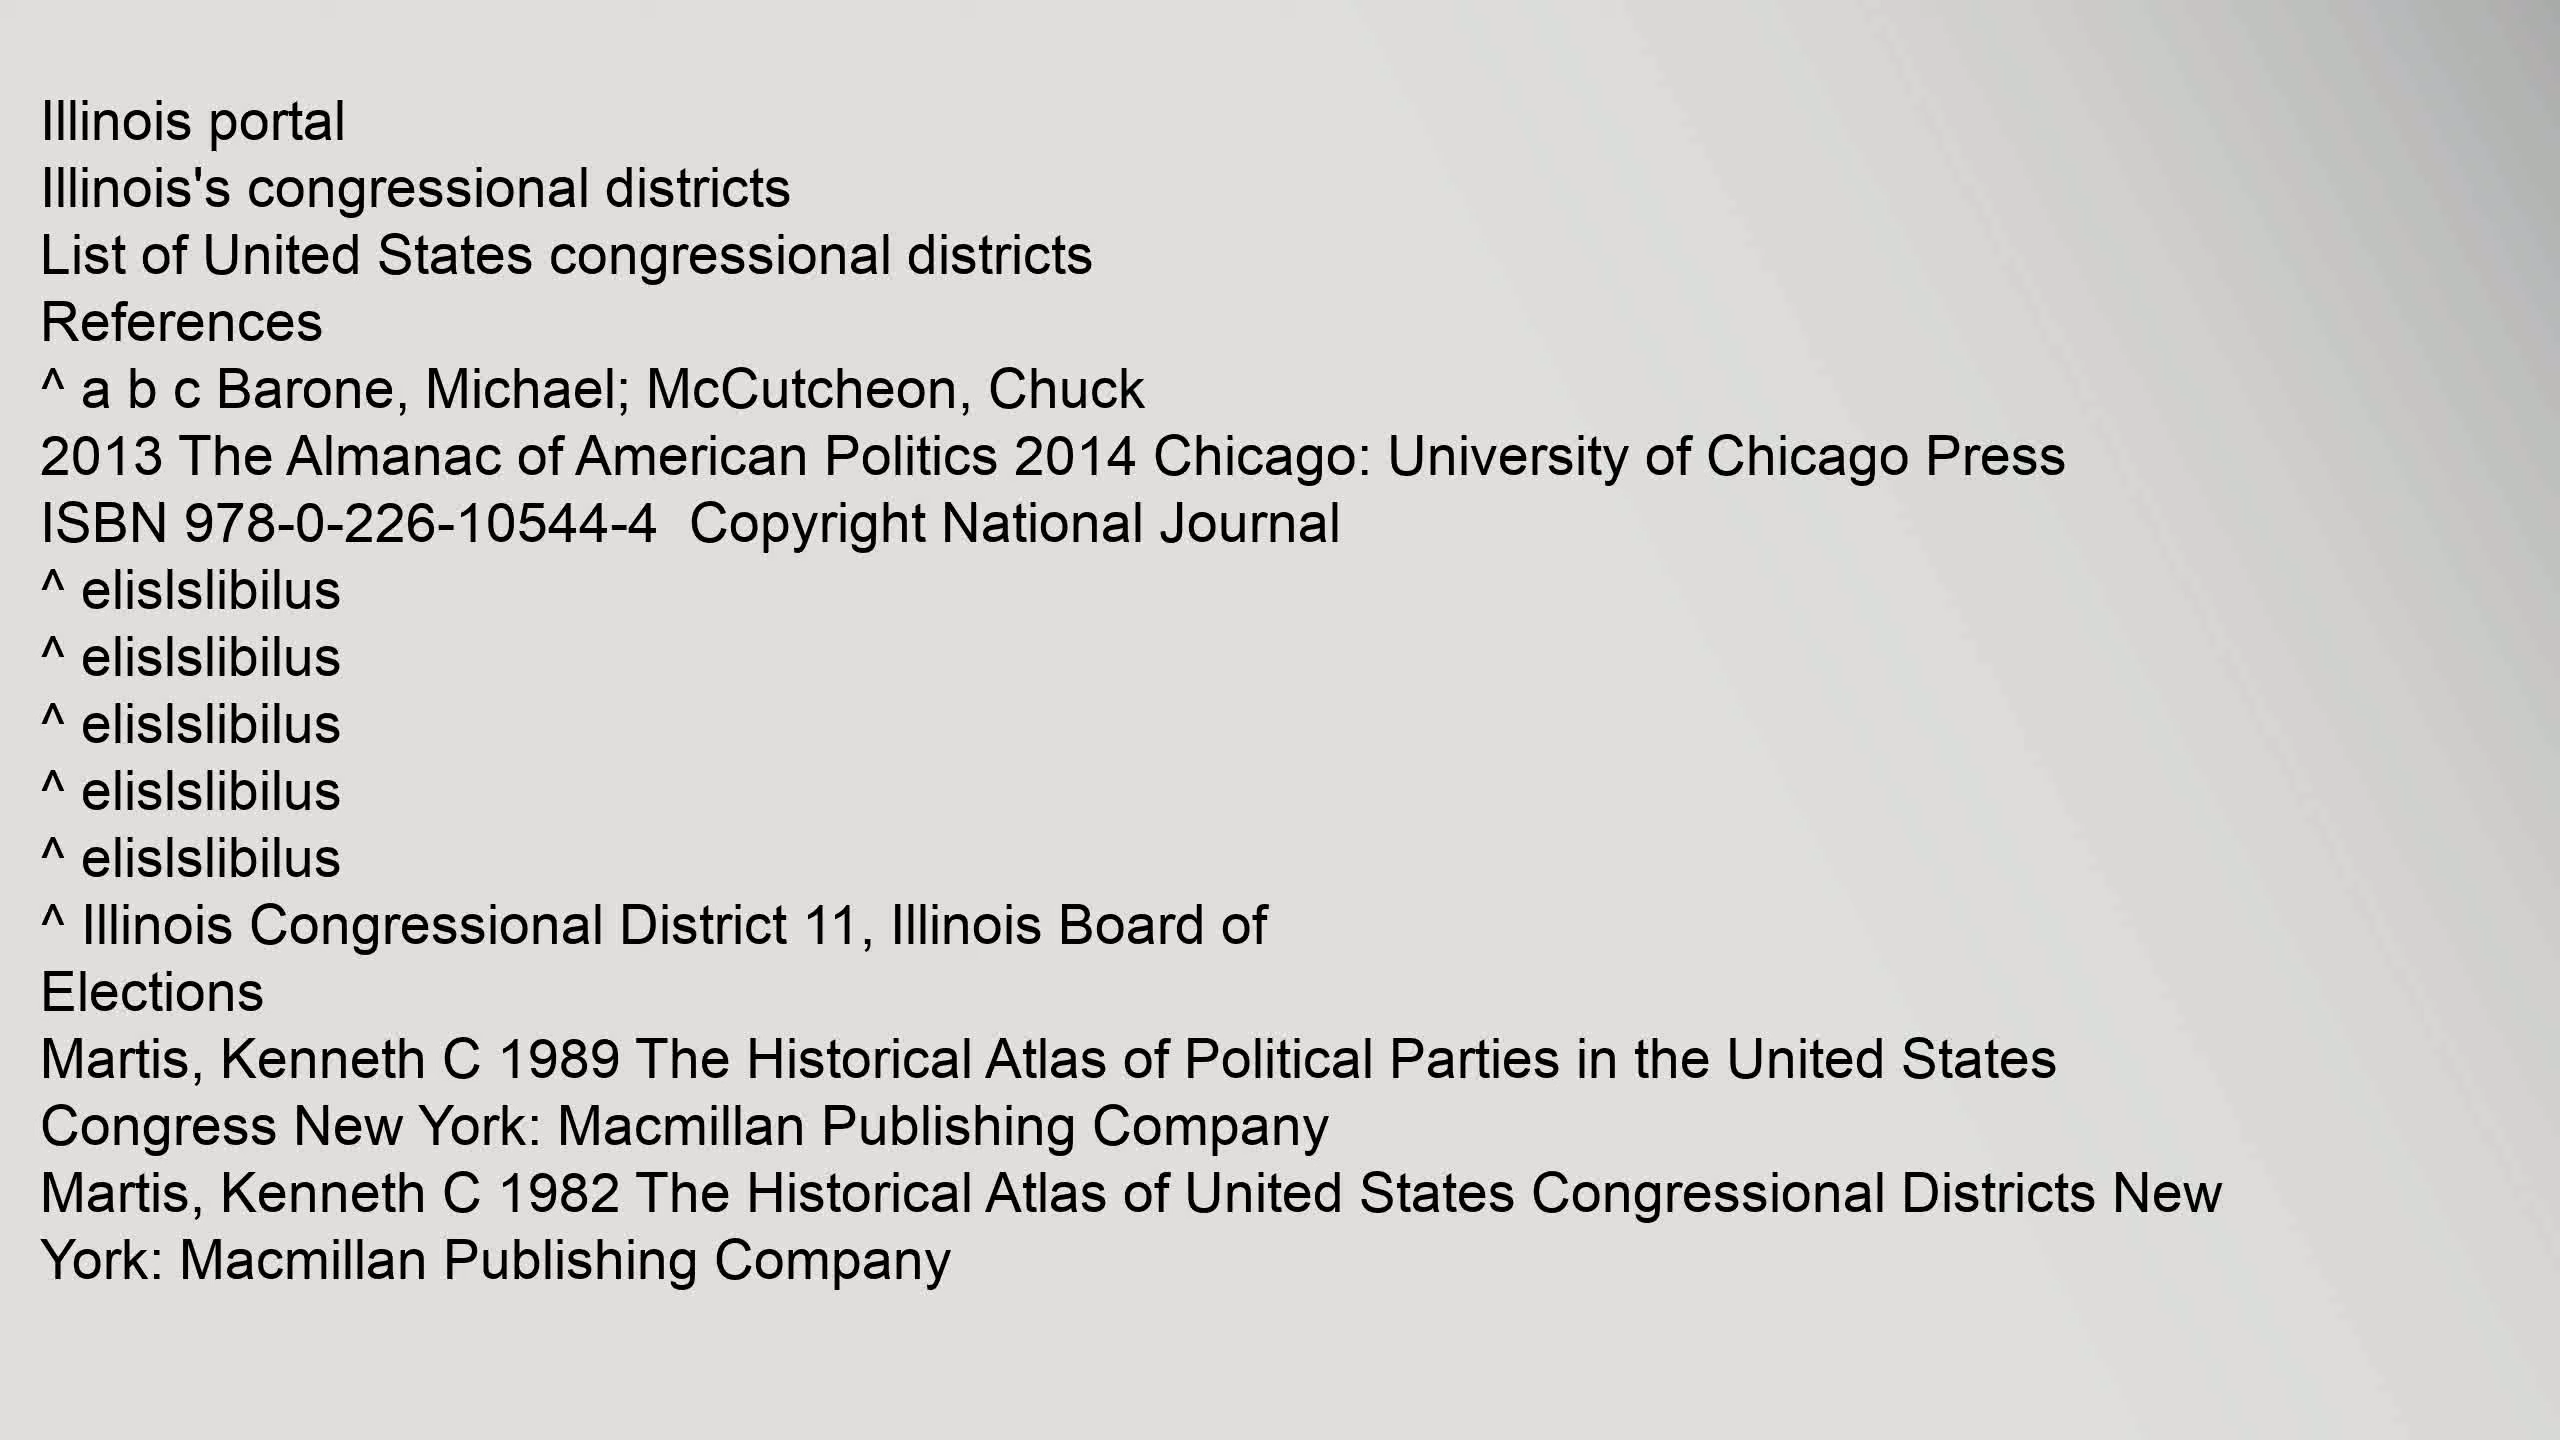 Illinois portal
Illinois's congressional districts
List of United States congressional districts
References
^ a b c Barone, Michael; McCutcheon, Chuck
2013 The Almanac of American Politics 2014 Chicago: University of Chicago Press
ISBN 978-0-226-10544-4  Copyright National Journal
^ elislslibilus
^ elislslibilus
^ elislslibilus
^ elislslibilus
^ elislslibilus
^ Illinois Congressional District 11, Illinois Board of
Elections
Martis, Kenneth C 1989 The Historical Atlas of Political Parties in the United States
Congress New York: Macmillan Publishing Company
Martis, Kenneth C 1982 The Historical Atlas of United States Congressional Districts New
York: Macmillan Publishing Company